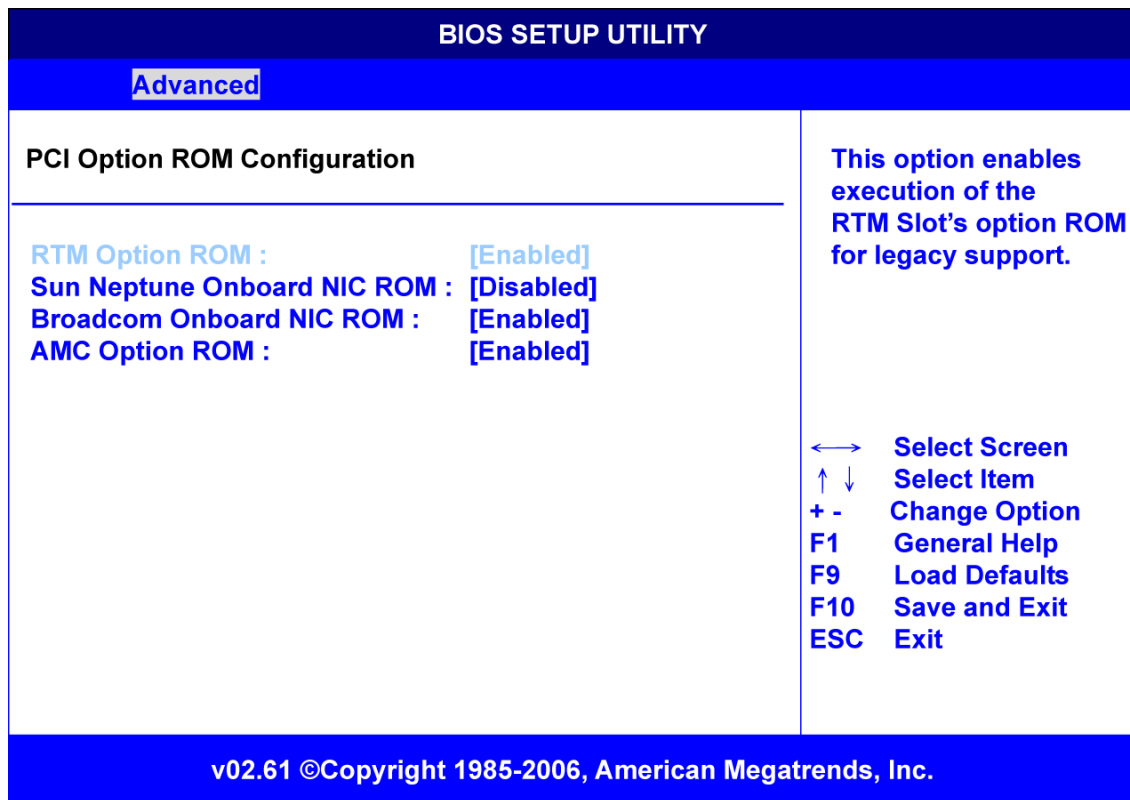 BIOS SETUP UTILITY
Advanced
PCI Option ROM Configuration
RTM Option ROM : [Enabled]
Sun Neptune Onboard NIC ROM : [Disabled]
Broadcom Onboard NIC ROM : [Enabled]
AMC Option ROM : [Enabled]
This option enables
execution of the
RTM Slot's option ROM
for legacy support.
←→ Select Screen
↑ ↓ Select Item
+ - Change Option
F1 General Help
F9 Load Defaults
F10 Save and Exit
ESC Exit
v02.61 ©Copyright 1985-2006, American Megatrends, Inc.